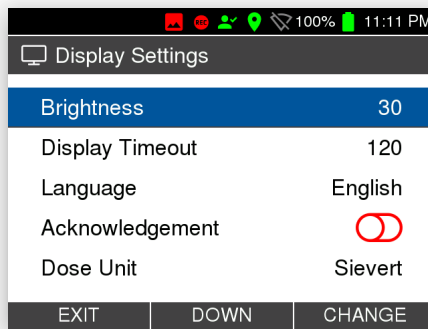 REC 100% 11:11 PM
Display Settings
Brightness 30
Display Timeout 120
Language English
Acknowledgement
Dose Unit Sievert
EXIT DOWN CHANGE